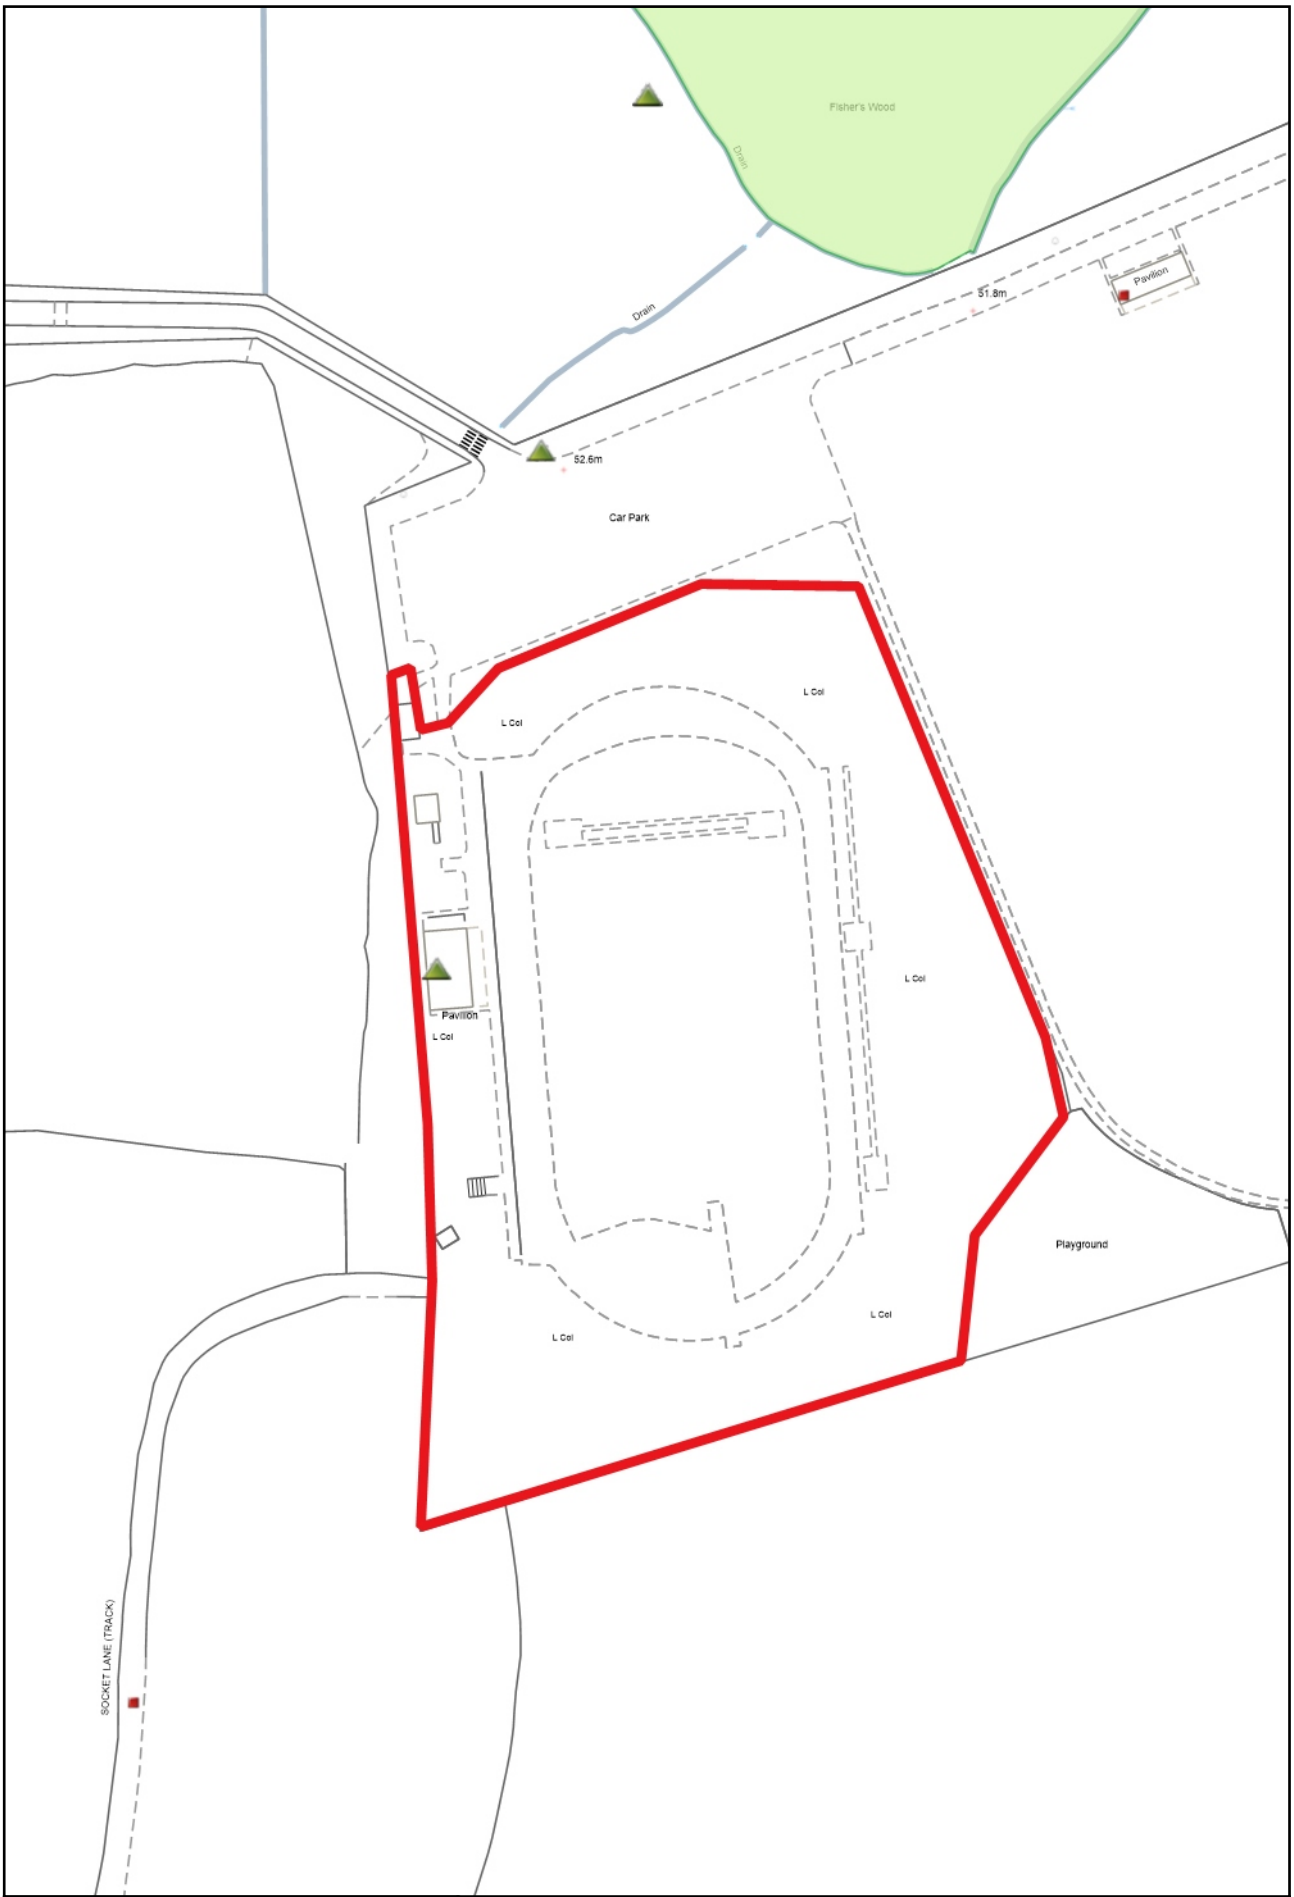 Fisher's Wood
Drain
Pavilion
51.8m
Drain
52.6m
Car Park
L Col
L Col
L Col
Pavilion
L Col
Playground
L Col
L Col
SOCKET LANE (TRACK)